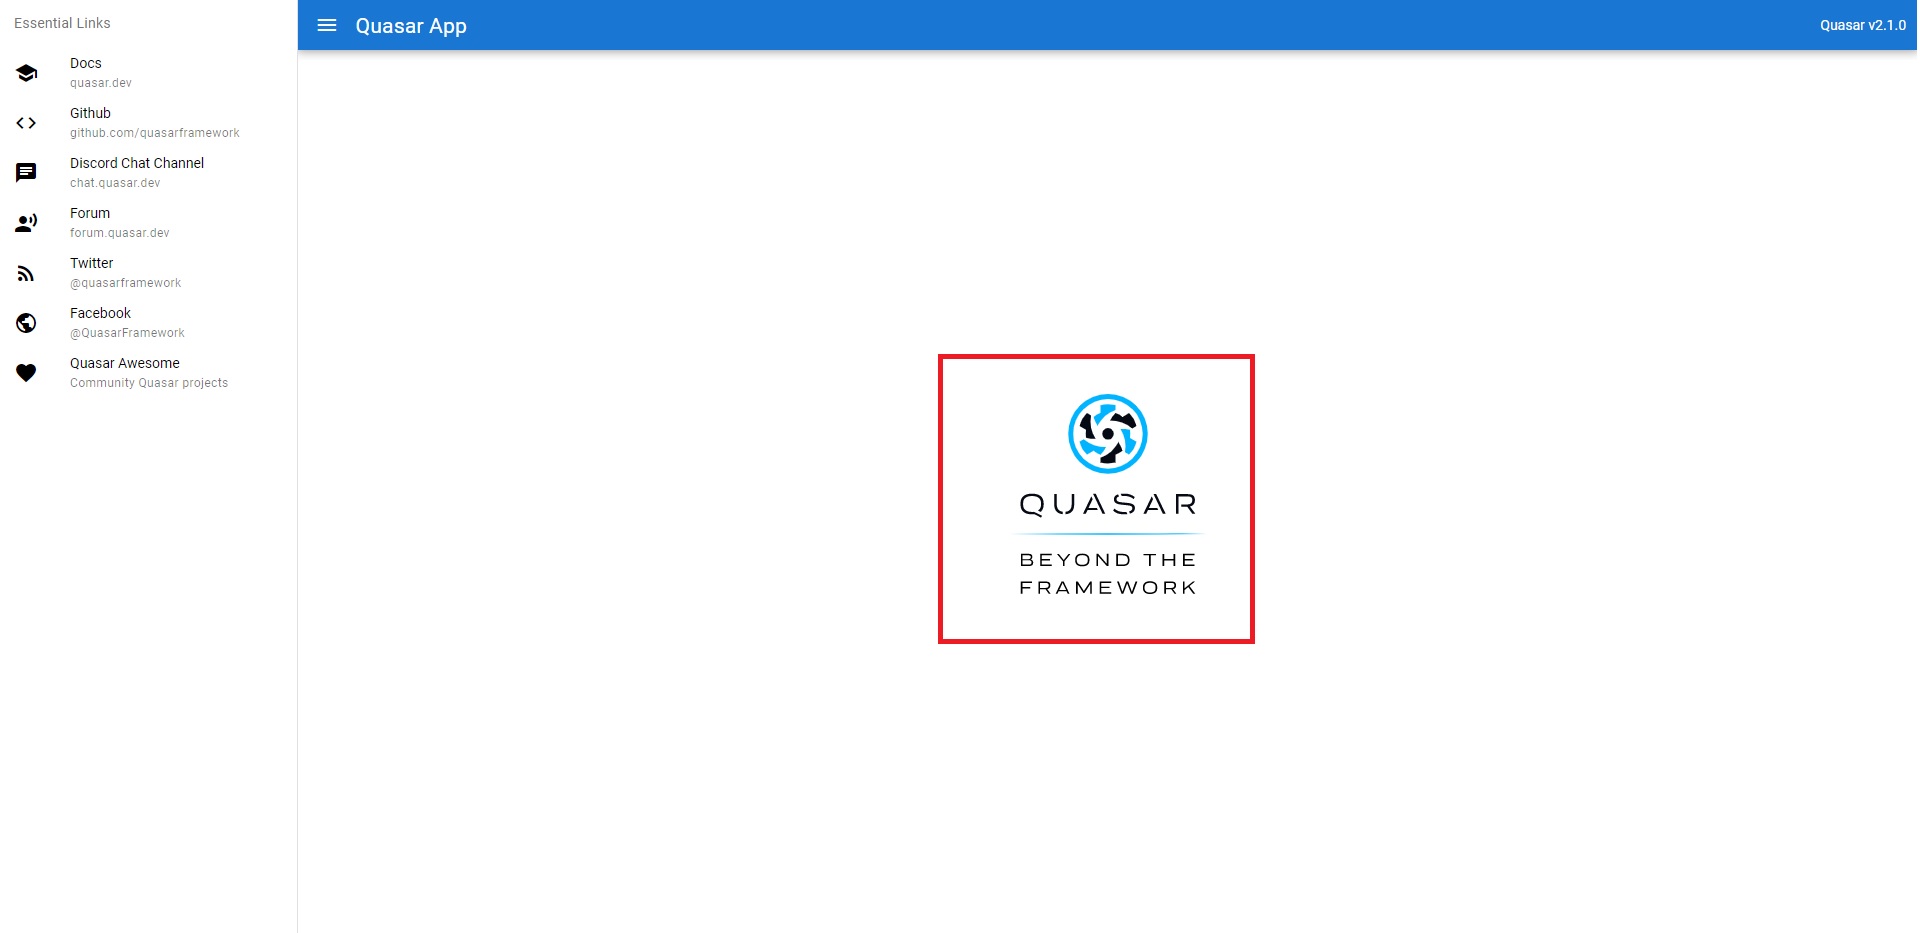 Essential Links
Docs
quasar.dev
Github
github.com/quasarframework
Discord Chat Channel
chat.quasar.dev
Forum
forum.quasar.dev
Twitter
@quasarframework
Facebook
@QuasarFramework
Quasar Awesome
Community Quasar projects
Quasar App
Quasar v2.1.0
QUASAR
BEYOND THE
FRAMEWORK